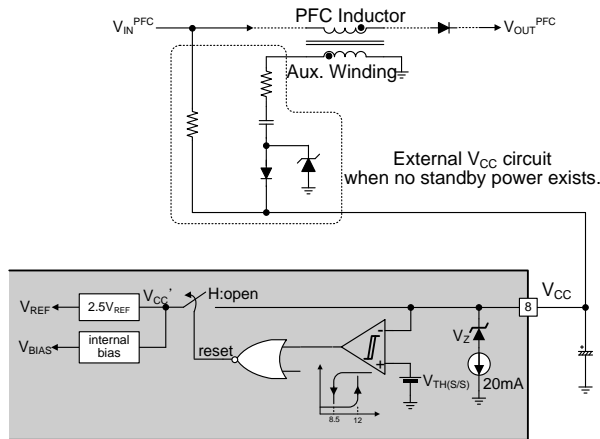 PFC Inductor
V_IN^PFC
V_OUT^PFC
Aux. Winding
External V_CC circuit
when no standby power exists.
V_CC'
H:open
8
V_CC
V_REF
2.5V_REF
V_BIAS
internal
bias
reset
-
+
V_Z
20mA
V_TH(S/S)
8.5
12
+